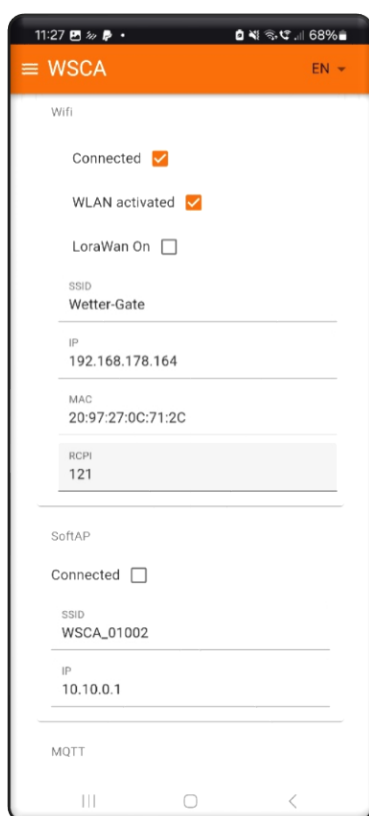 11:27 68%
WSCA EN
Wifi
Connected
WLAN activated
LoraWan On
SSID
Wetter-Gate
IP
192.168.178.164
MAC
20:97:27:0C:71:2C
RCPI
121
SoftAP
Connected
SSID
WSCA_01002
IP
10.10.0.1
MQTT